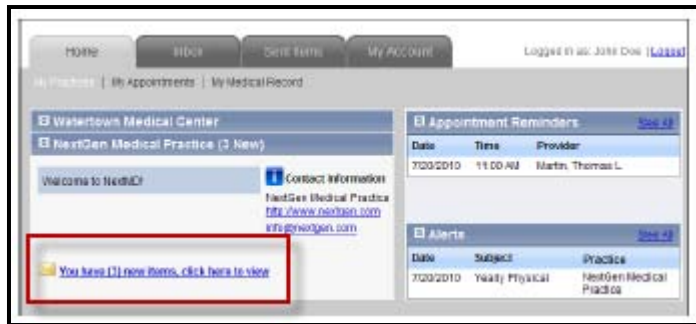 Home Inbox Sent Items My Account Logged in as: John Doe (Logout
My Practices | My Appointments | My Medical Record
Watertown Medical Center
NextGen Medical Practice (3 New)
Welcome to NextMD!
Contact Information
NextGen Medical Practice
http://www.nextgen.com
info@nextgen.com
You have (3) new items, click here to view
Appointment Reminders See All
Date Time Provider
7/20/2010 11:00 AM Martin, Thomas L.
Alerts See All
Date Subject Practice
7/20/2010 Yearly Physical NextGen Medical
Practice